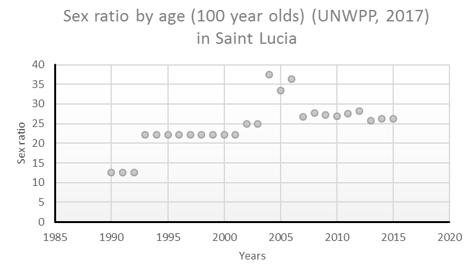 Sex ratio by age (100 year olds) (UNWPP, 2017)
in Saint Lucia
40
35
30
25
20
15
10
5
0
Sex ratio
1985 1990 1995 2000 2005 2010 2015 2020
Years